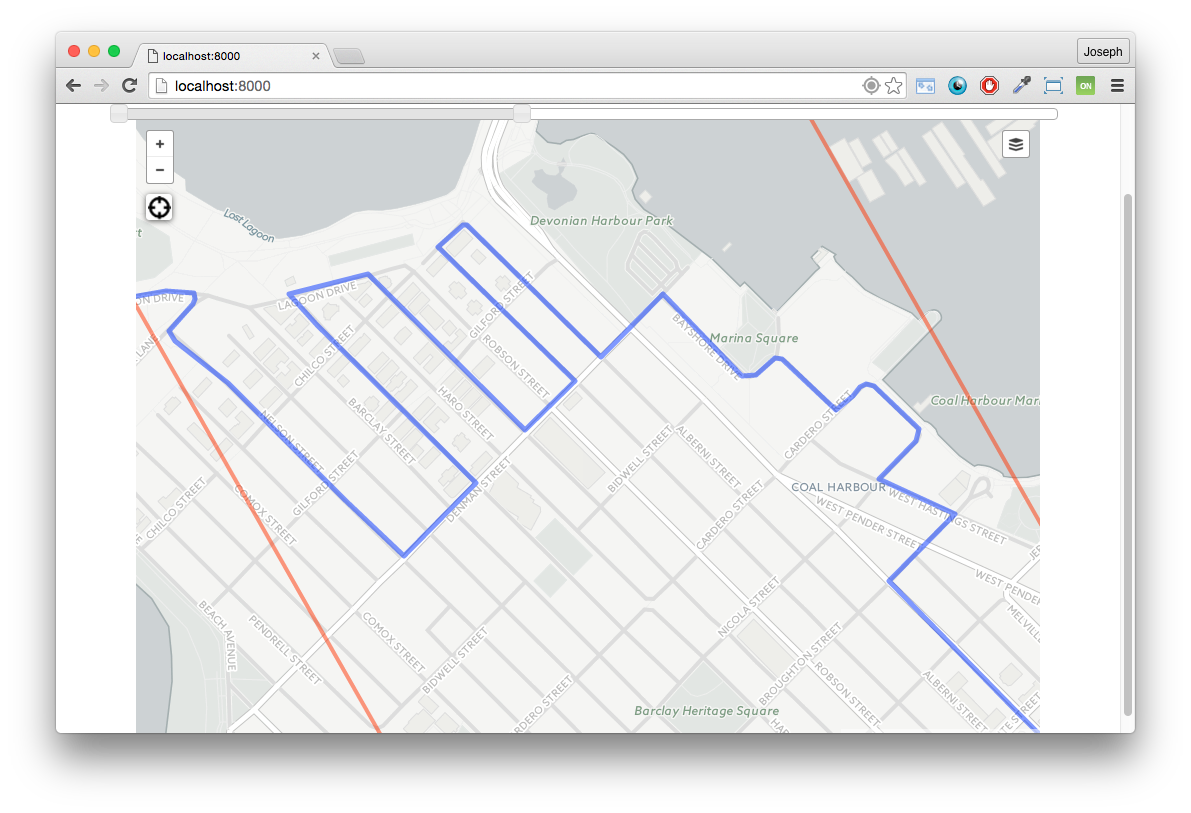 localhost:8000
Joseph
localhost:8000
ON
+
-
Lost Lagoon
Devonian Harbour Park
ON DRIVE
LAGOON DRIVE
GILFORD STREET
BAYSHORE DRIVE
Marina Square
CHILCO STREET
ROBSON STREET
HARO STREET
BARCLAY STREET
Coal Harbour Mari
CARDERO STREET
NELSON STREET
GILFORD STREET
BIDWELL STREET
ALBERNI STREET
DENMAN STREET
COMOX STREET
CHILCO STREET
CARDERO STREET
COAL HARBOUR
WEST HASTINGS STREET
WEST PENDER STREET
WEST PENDER
BEACH AVENUE
PENDRELL STREET
COMOX STREET
BIDWELL STREET
NICOLA STREET
BROUGHTON STREET
ROBSON STREET
ALBERNI STREET
MELVILL
Barclay Heritage Square
RDERO STREET